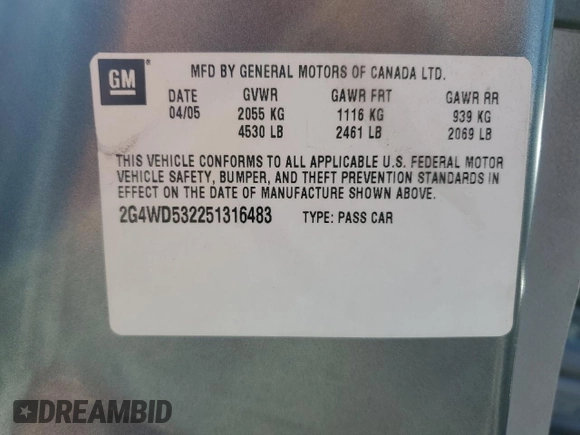 GM
®
MFD BY GENERAL MOTORS OF CANADA LTD.
DATE GVWR GAWR FRT GAWR RR
04/05 2055 KG 1116 KG 939 KG
4530 LB 2461 LB 2069 LB
THIS VEHICLE CONFORMS TO ALL APPLICABLE U.S. FEDERAL MOTOR
VEHICLE SAFETY, BUMPER, AND THEFT PREVENTION STANDARDS IN
EFFECT ON THE DATE OF MANUFACTURE SHOWN ABOVE.
2G4WD532251316483 TYPE: PASS CAR
DREAMBID